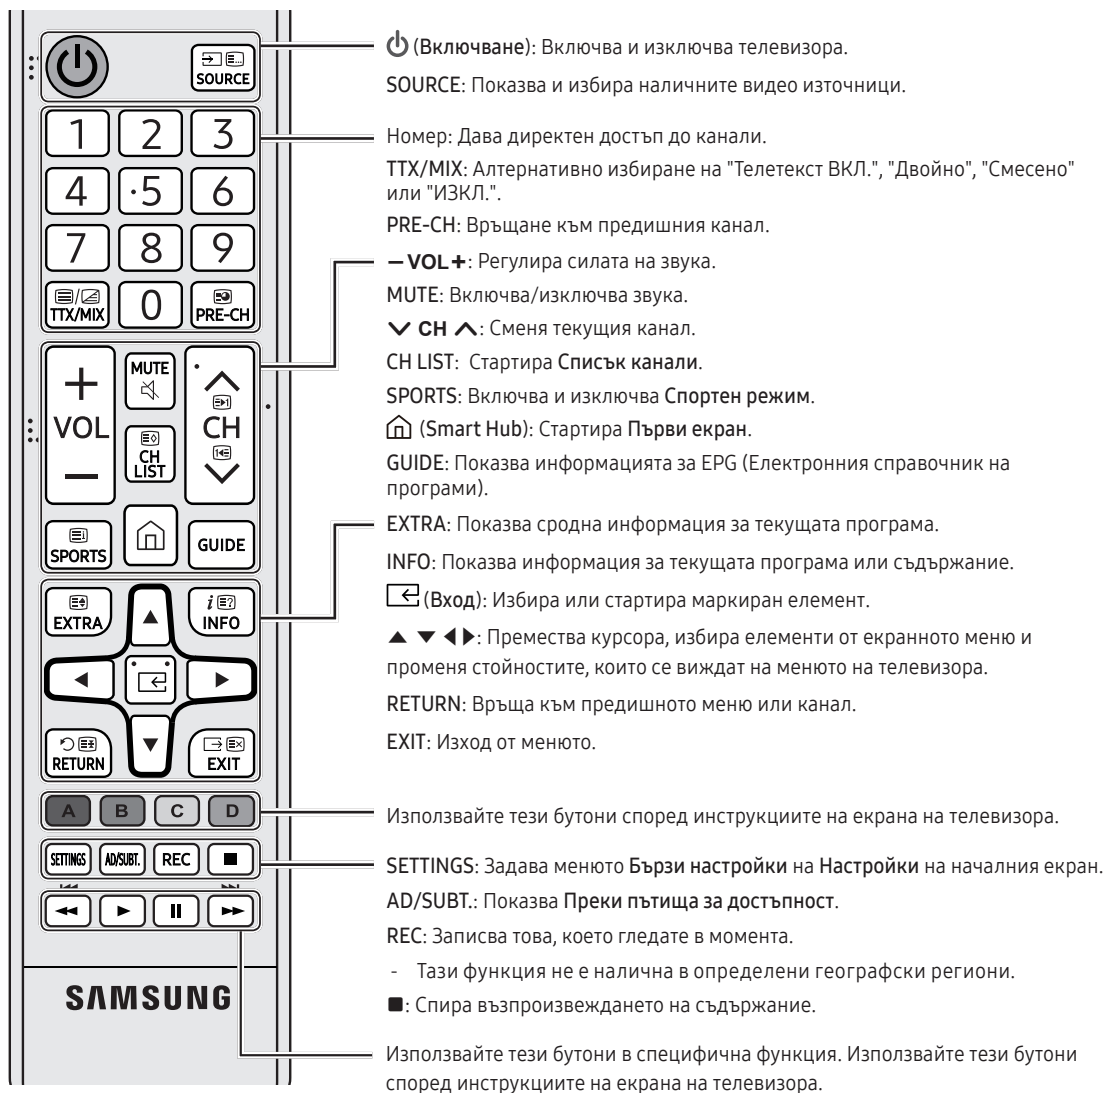 SOURCE
1 2 3
4 ·5 6
7 8 9
TTX/MIX 0 PRE-CH
+ MUTE
VOL CH
CH LIST
—
SPORTS GUIDE
EXTRA i INFO
RETURN EXIT
A B C D
SETTINGS AD/SUBT. REC
SAMSUNG
(Включване): Включва и изключва телевизора.
SOURCE: Показва и избира наличните видео източници.
Номер: Дава директен достъп до канали.
TTX/MIX: Алтернативно избиране на "Телетекст ВКЛ.", "Двойно", "Смесено"
или "ИЗКЛ.".
PRE-CH: Връщане към предишния канал.
— VOL +: Регулира силата на звука.
MUTE: Включва/изключва звука.
CH : Сменя текущия канал.
CH LIST: Стартира Списък канали.
SPORTS: Включва и изключва Спортен режим.
(Smart Hub): Стартира Първи екран.
GUIDE: Показва информацията за EPG (Електронния справочник на
програми).
EXTRA: Показва сродна информация за текущата програма.
INFO: Показва информация за текущата програма или съдържание.
(Вход): Избира или стартира маркиран елемент.
▲ ▼ ◀ ▶: Премества курсора, избира елементи от екранното меню и
променя стойностите, които се виждат на менюто на телевизора.
RETURN: Връща към предишното меню или канал.
EXIT: Изход от менюто.
Използвайте тези бутони според инструкциите на екрана на телевизора.
SETTINGS: Задава менюто Бързи настройки на Настройки на началния екран.
AD/SUBT.: Показва Преки пътища за достъпност.
REC: Записва това, което гледате в момента.
- Тази функция не е налична в определени географски региони.
■: Спира възпроизвеждането на съдържание.
Използвайте тези бутони в специфична функция. Използвайте тези бутони
според инструкциите на екрана на телевизора.